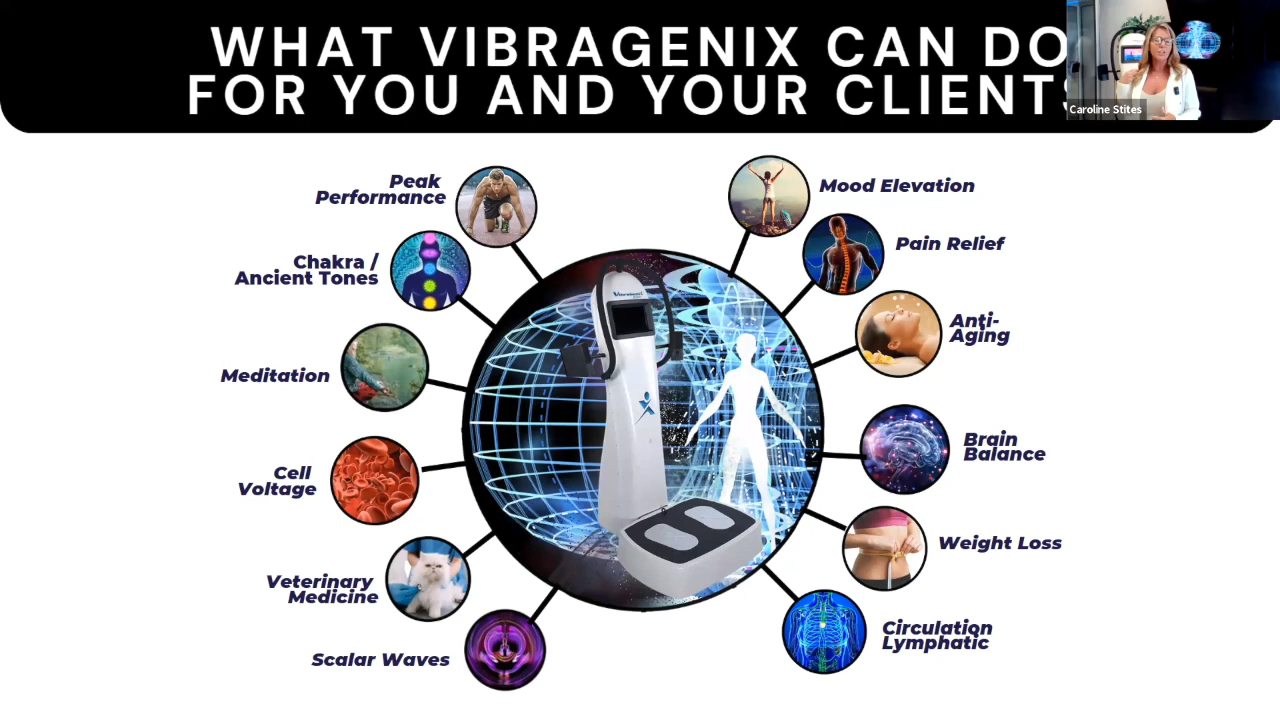 WHAT VIBRAGENIX CAN DO
FOR YOU AND YOUR CLIENTS
Caroline Stites
Peak
Performance
Chakra /
Ancient Tones
Meditation
Cell
Voltage
Veterinary
Medicine
Scalar Waves
Mood Elevation
Pain Relief
Anti-
Aging
Brain
Balance
Weight Loss
Circulation
Lymphatic